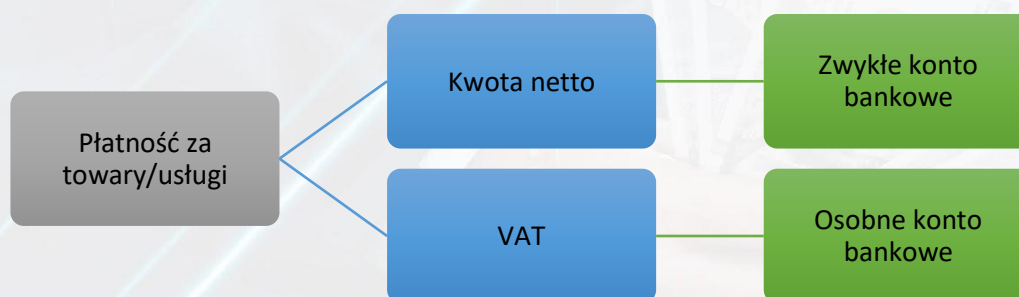 Płatność za
towary/usługi
Kwota netto
Zwykłe konto
bankowe
VAT
Osobne konto
bankowe